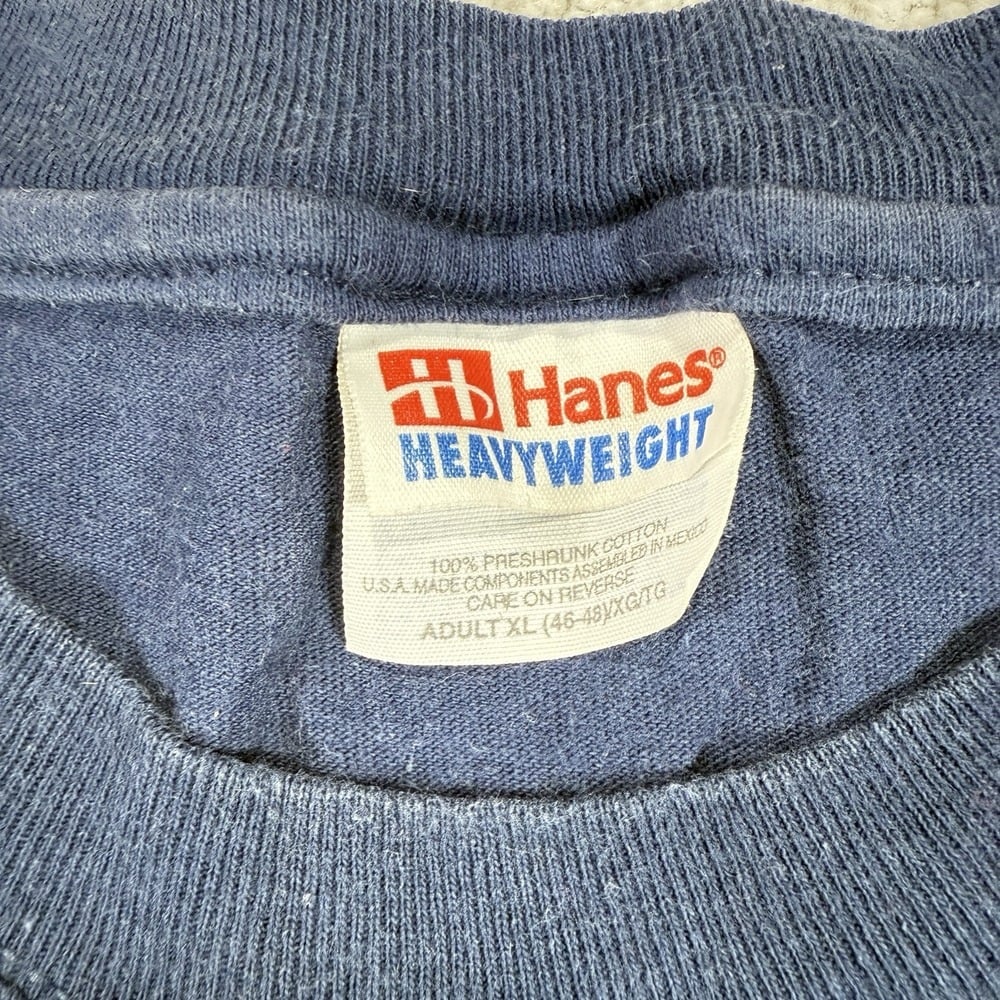 H Hanes®
HEAVYWEIGHT
100% PRESHRUNK COTTON
U.S.A. MADE COMPONENTS ASSEMBLED IN MEXICO
CARE ON REVERSE
ADULT XL (46-48)/XG/TG